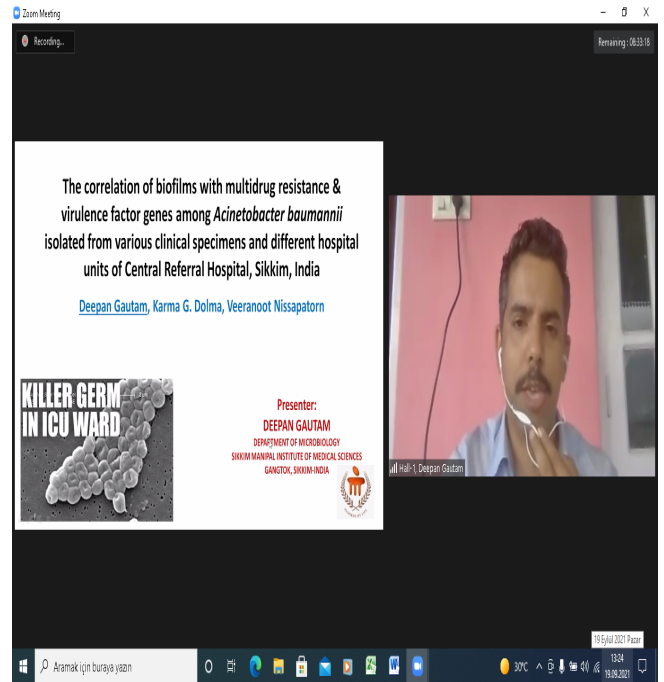 Zoom Meeting
Recording...
Remaining : 06:33:18
The correlation of biofilms with multidrug resistance &
virulence factor genes among Acinetobacter baumannii
isolated from various clinical specimens and different hospital
units of Central Referral Hospital, Sikkim, India
Deepan Gautam, Karma G. Dolma, Veeranoot Nissapatorn
KILLER GERM
IN ICU WARD
Presenter:
DEEPAN GAUTAM
DEPARTMENT OF MICROBIOLOGY
SIKKIM MANIPAL INSTITUTE OF MEDICAL SCIENCES
GANGTOK, SIKKIM-INDIA
Hall-1, Deepan Gautam
19 Eylül 2021 Pazar
Aramak için buraya yazın
30°C
13:24
19.09.2021